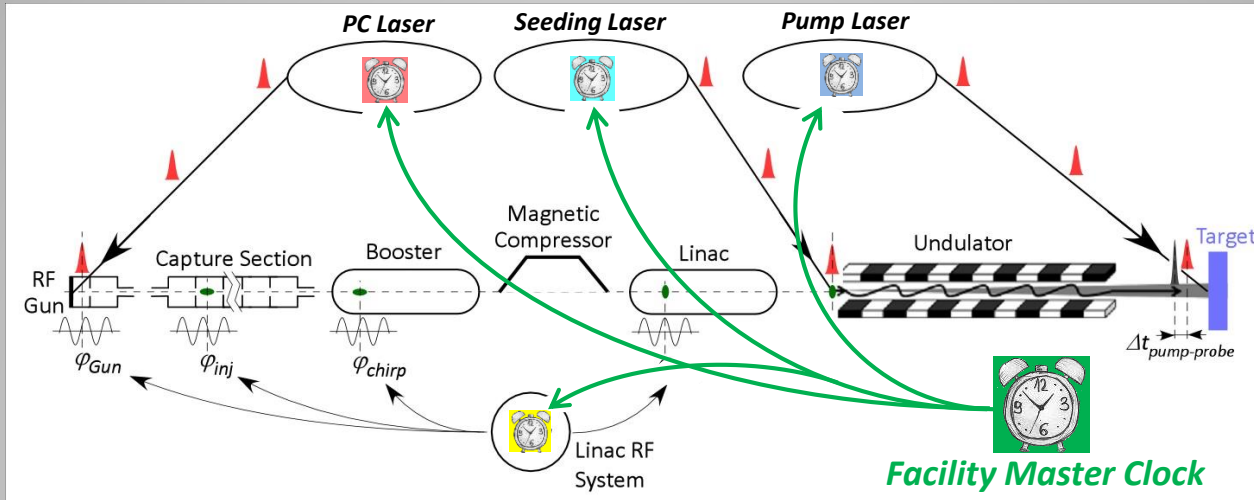 PC Laser
Seeding Laser
Pump Laser
Magnetic
Compressor
Capture Section
Booster
Linac
Undulator
Target
RF
Gun
φGun
φinj
φchirp
Δtpump-probe
Linac RF
System
Facility Master Clock